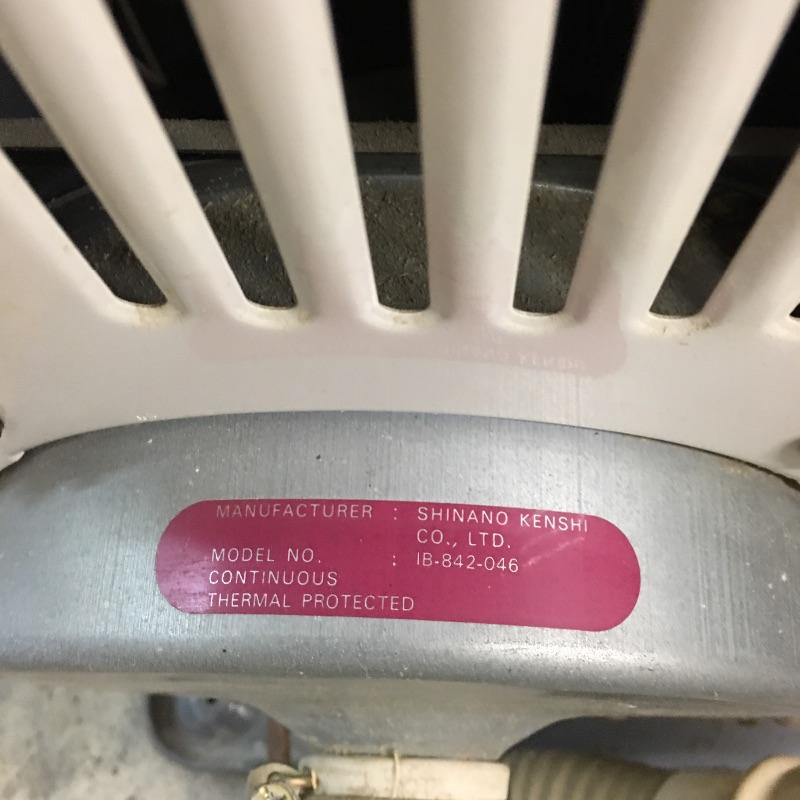 MANUFACTURER : SHINANO KENSHI
CO., LTD.
MODEL NO. : IB-842-046
CONTINUOUS
THERMAL PROTECTED